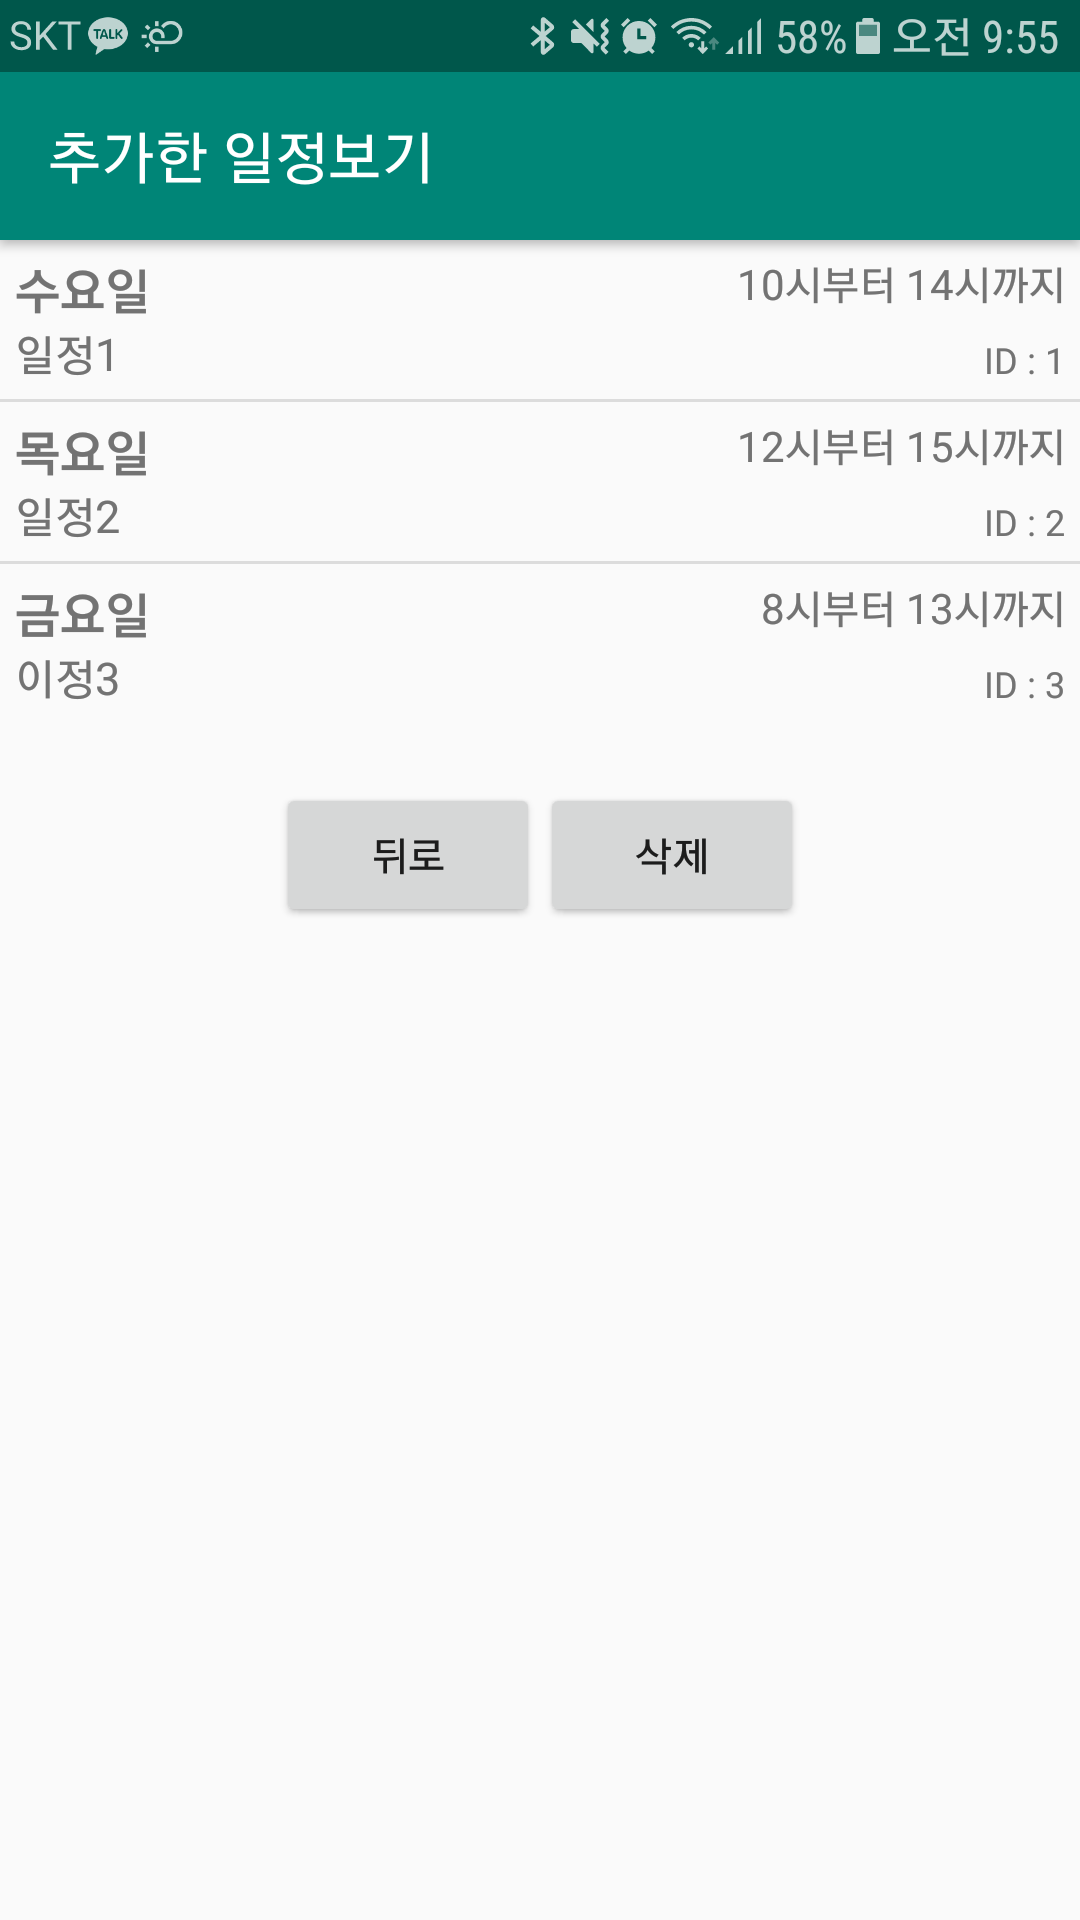 SKT TALK 58% 오전 9:55
추가한 일정보기
수요일 10시부터 14시까지
일정1 ID : 1
목요일 12시부터 15시까지
일정2 ID : 2
금요일 8시부터 13시까지
이정3 ID : 3
뒤로 삭제